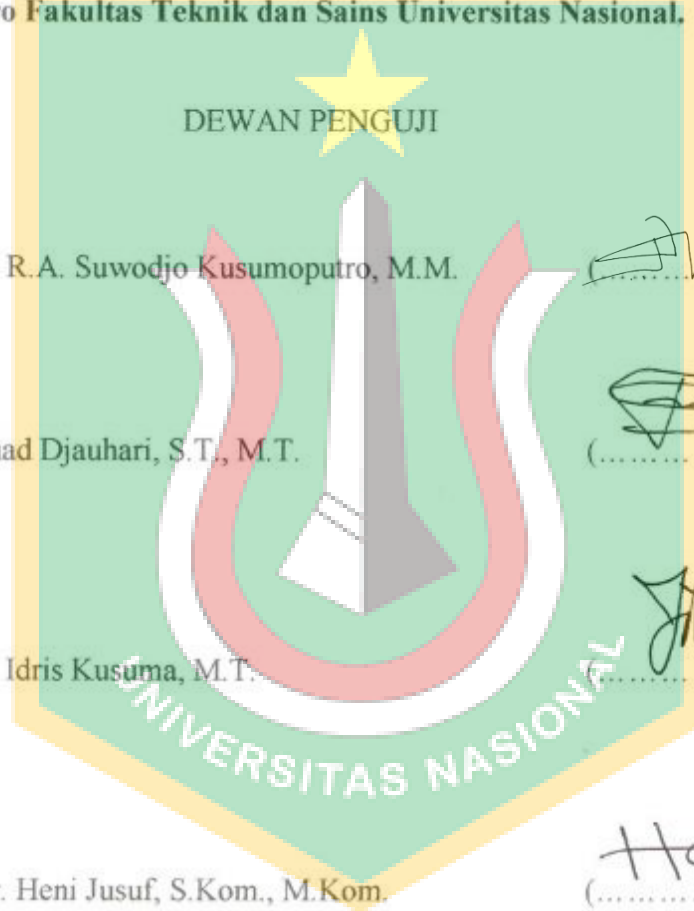 Fakultas Teknik dan Sains Universitas Nasional.
DEWAN PENGUJI
R.A. Suwodjo Kusumoputro, M.M. (..........
Djauhari, S.T., M.T. (.........
Idris Kusuma, M.T. (.......
Heni Jusuf, S.Kom., M.Kom. (..........
UNIVERSITAS NASIONAL